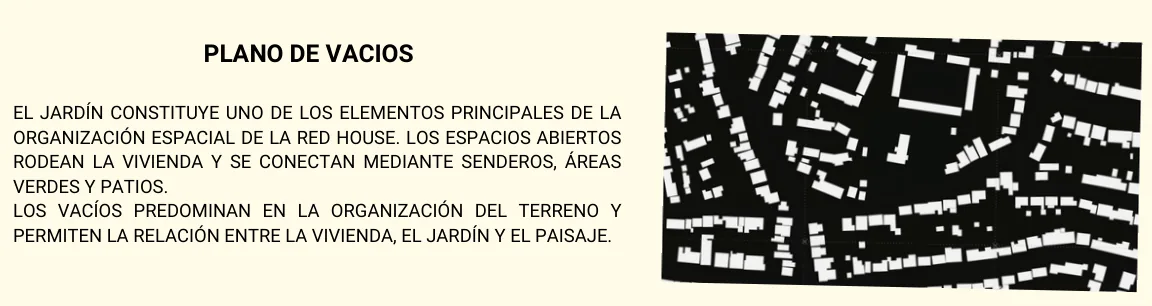 PLANO DE VACIOS
EL JARDÍN CONSTITUYE UNO DE LOS ELEMENTOS PRINCIPALES DE LA
ORGANIZACIÓN ESPACIAL DE LA RED HOUSE. LOS ESPACIOS ABIERTOS
RODEAN LA VIVIENDA Y SE CONECTAN MEDIANTE SENDEROS, ÁREAS
VERDES Y PATIOS.
LOS VACÍOS PREDOMINAN EN LA ORGANIZACIÓN DEL TERRENO Y
PERMITEN LA RELACIÓN ENTRE LA VIVIENDA, EL JARDÍN Y EL PAISAJE.